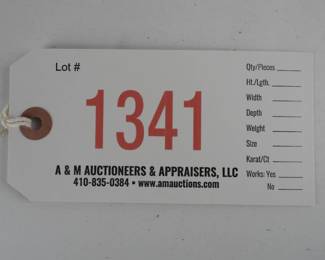 Lot #
1341
A & M AUCTIONEERS & APPRAISERS, LLC
410-835-0384 • www.amauctions.com
Qty/Pieces
Ht./Lgth.
Width
Depth
Weight
Size
Karat/Ct
Works: Yes
No